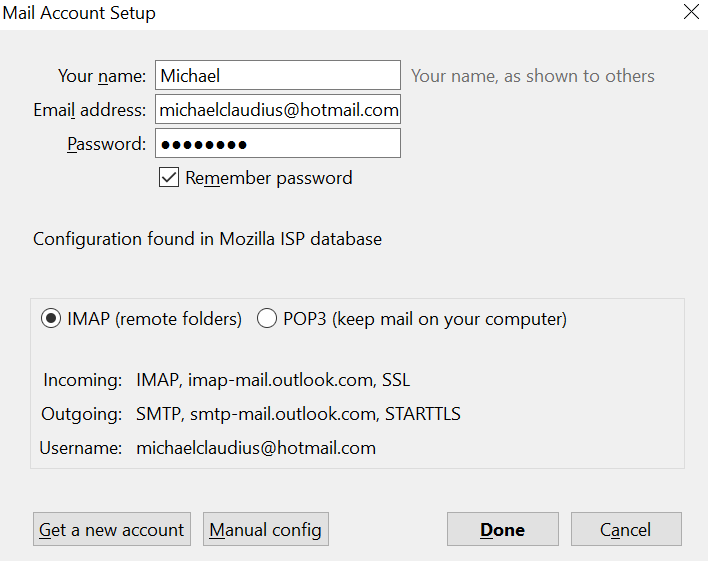 Mail Account Setup
Your name: Michael Your name, as shown to others
Email address: michaelclaudius@hotmail.com
Password: ●●●●●●●●
Remember password
Configuration found in Mozilla ISP database
IMAP (remote folders) POP3 (keep mail on your computer)
Incoming: IMAP, imap-mail.outlook.com, SSL
Outgoing: SMTP, smtp-mail.outlook.com, STARTTLS
Username: michaelclaudius@hotmail.com
Get a new account Manual config Done Cancel